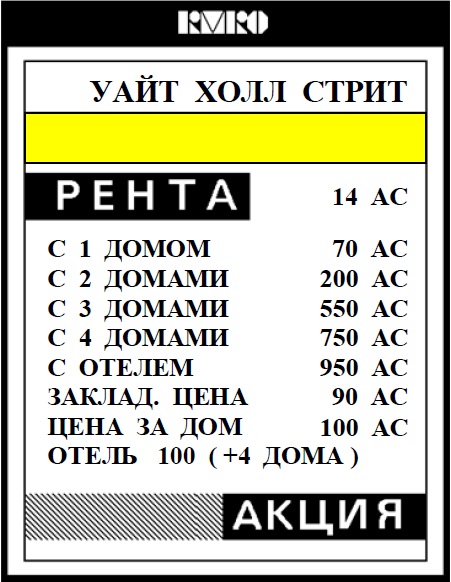 RVRO
УАЙТ ХОЛЛ СТРИТ
РЕНТА 14 АС
С 1 ДОМОМ 70 АС
С 2 ДОМАМИ 200 АС
С 3 ДОМАМИ 550 АС
С 4 ДОМАМИ 750 АС
С ОТЕЛЕМ 950 АС
ЗАКЛАД. ЦЕНА 90 АС
ЦЕНА ЗА ДОМ 100 АС
ОТЕЛЬ 100 ( +4 ДОМА )
АКЦИЯ